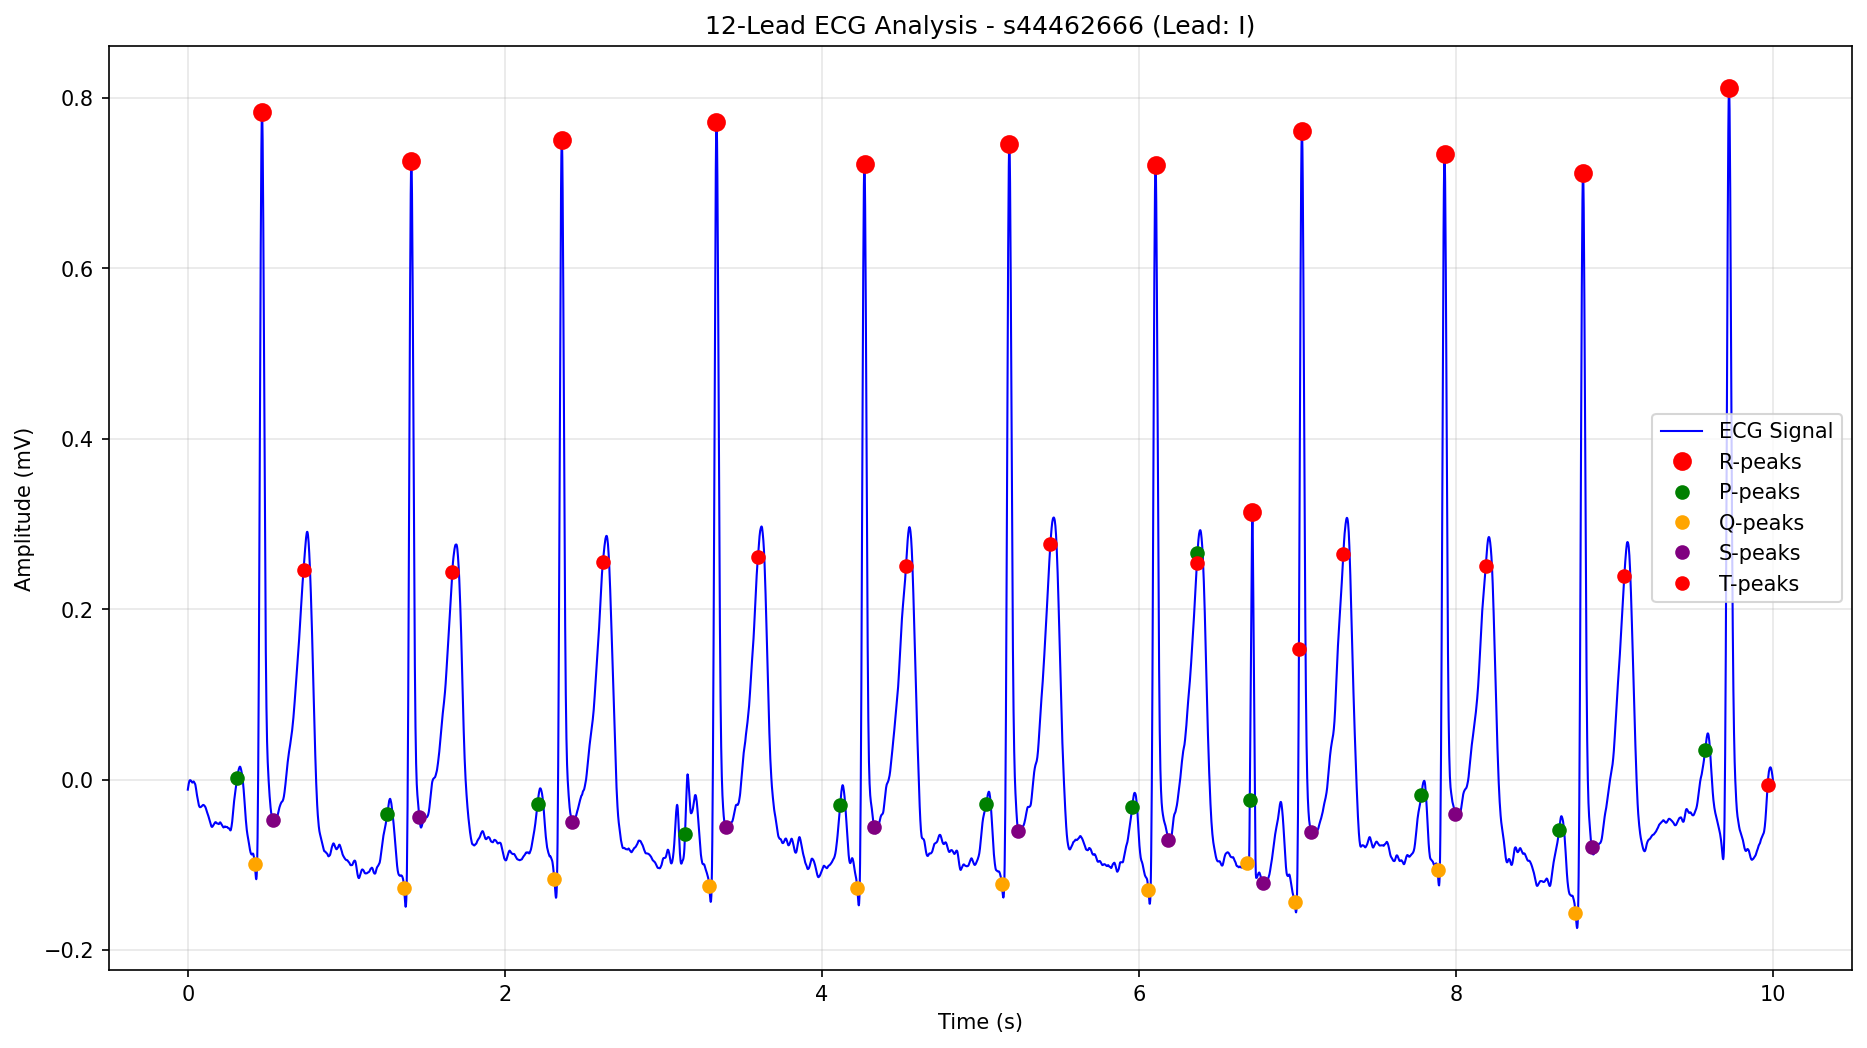 12-Lead ECG Analysis - s44462666 (Lead: I)
Amplitude (mV)
0.8
0.6
0.4
0.2
0.0
−0.2
ECG Signal
R-peaks
P-peaks
Q-peaks
S-peaks
T-peaks
0 2 4 6 8 10
Time (s)